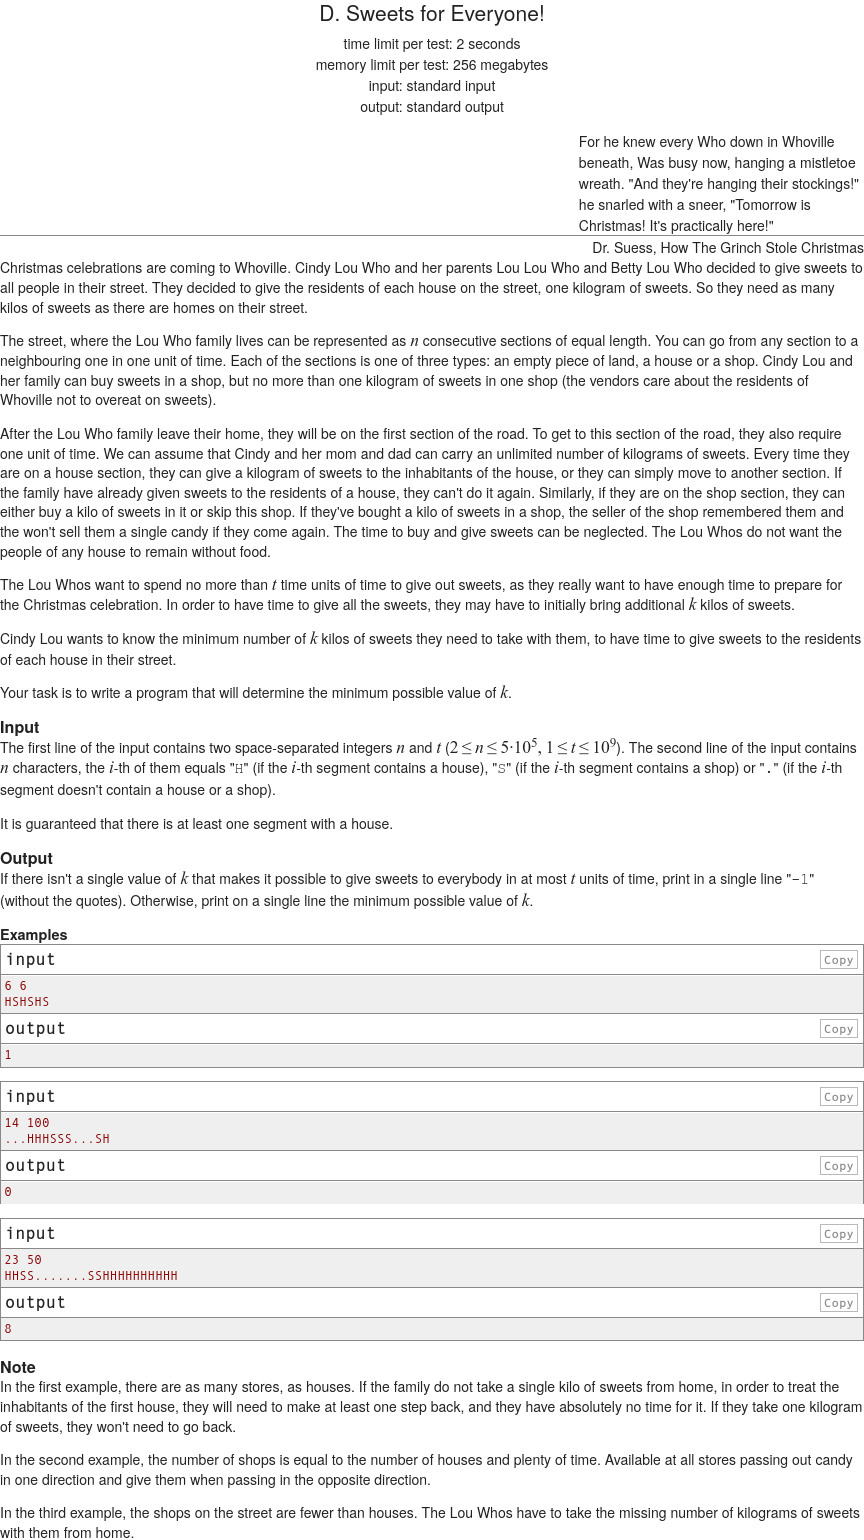 D. Sweets for Everyone!
time limit per test: 2 seconds
memory limit per test: 256 megabytes
input: standard input
output: standard output
For he knew every Who down in Whoville
beneath, Was busy now, hanging a mistletoe
wreath. "And they're hanging their stockings!"
he snarled with a sneer, "Tomorrow is
Christmas! It's practically here!"
Dr. Suess, How The Grinch Stole Christmas
Christmas celebrations are coming to Whoville. Cindy Lou Who and her parents Lou Lou Who and Betty Lou Who decided to give sweets to
all people in their street. They decided to give the residents of each house on the street, one kilogram of sweets. So they need as many
kilos of sweets as there are homes on their street.
The street, where the Lou Who family lives can be represented as n consecutive sections of equal length. You can go from any section to a
neighbouring one in one unit of time. Each of the sections is one of three types: an empty piece of land, a house or a shop. Cindy Lou and
her family can buy sweets in a shop, but no more than one kilogram of sweets in one shop (the vendors care about the residents of
Whoville not to overeat on sweets).
After the Lou Who family leave their home, they will be on the first section of the road. To get to this section of the road, they also require
one unit of time. We can assume that Cindy and her mom and dad can carry an unlimited number of kilograms of sweets. Every time they
are on a house section, they can give a kilogram of sweets to the inhabitants of the house, or they can simply move to another section. If
the family have already given sweets to the residents of a house, they can't do it again. Similarly, if they are on the shop section, they can
either buy a kilo of sweets in it or skip this shop. If they've bought a kilo of sweets in a shop, the seller of the shop remembered them and
the won't sell them a single candy if they come again. The time to buy and give sweets can be neglected. The Lou Whos do not want the
people of any house to remain without food.
The Lou Whos want to spend no more than t time units of time to give out sweets, as they really want to have enough time to prepare for
the Christmas celebration. In order to have time to give all the sweets, they may have to initially bring additional k kilos of sweets.
Cindy Lou wants to know the minimum number of k kilos of sweets they need to take with them, to have time to give sweets to the residents
of each house in their street.
Your task is to write a program that will determine the minimum possible value of k.
Input
The first line of the input contains two space-separated integers n and t (2 ≤ n ≤ 5·10⁵, 1 ≤ t ≤ 10⁹). The second line of the input contains
n characters, the i-th of them equals "H" (if the i-th segment contains a house), "S" (if the i-th segment contains a shop) or "." (if the i-th
segment doesn't contain a house or a shop).
It is guaranteed that there is at least one segment with a house.
Output
If there isn't a single value of k that makes it possible to give sweets to everybody in at most t units of time, print in a single line "-1"
(without the quotes). Otherwise, print on a single line the minimum possible value of k.
Examples
input
Copy
6 6
HSHSHS
output
Copy
1
input
Copy
14 100
...HHHSSS...SH
output
Copy
0
input
Copy
23 50
HHSS.......SSHHHHHHHHHH
output
Copy
8
Note
In the first example, there are as many stores, as houses. If the family do not take a single kilo of sweets from home, in order to treat the
inhabitants of the first house, they will need to make at least one step back, and they have absolutely no time for it. If they take one kilogram
of sweets, they won't need to go back.
In the second example, the number of shops is equal to the number of houses and plenty of time. Available at all stores passing out candy
in one direction and give them when passing in the opposite direction.
In the third example, the shops on the street are fewer than houses. The Lou Whos have to take the missing number of kilograms of sweets
with them from home.